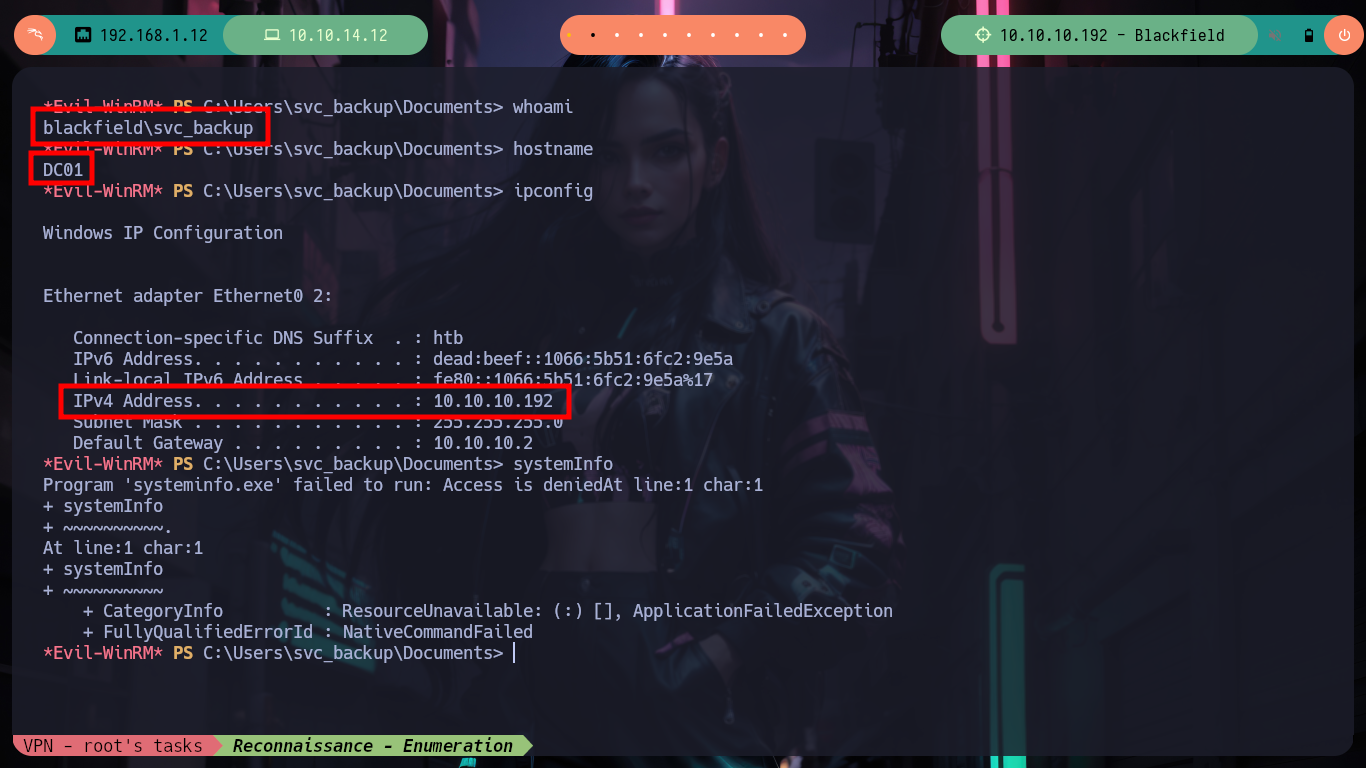 192.168.1.12 10.10.14.12 10.10.10.192 - Blackfield
*Evil-WinRM* PS C:\Users\svc_backup\Documents> whoami
blackfield\svc_backup
*Evil-WinRM* PS C:\Users\svc_backup\Documents> hostname
DC01
*Evil-WinRM* PS C:\Users\svc_backup\Documents> ipconfig
Windows IP Configuration
Ethernet adapter Ethernet0 2:
Connection-specific DNS Suffix  . : htb
IPv6 Address. . . . . . . . . . . : dead:beef::1066:5b51:6fc2:9e5a
Link-local IPv6 Address . . . . . : fe80::1066:5b51:6fc2:9e5a%17
IPv4 Address. . . . . . . . . . . : 10.10.10.192
Subnet Mask . . . . . . . . . . . : 255.255.255.0
Default Gateway . . . . . . . . . : 10.10.10.2
*Evil-WinRM* PS C:\Users\svc_backup\Documents> systemInfo
Program 'systeminfo.exe' failed to run: Access is deniedAt line:1 char:1
+ systemInfo
+ ~~~~~~~~~~.
At line:1 char:1
+ systemInfo
+ ~~~~~~~~~~
+ CategoryInfo          : ResourceUnavailable: (:) [], ApplicationFailedException
+ FullyQualifiedErrorId : NativeCommandFailed
*Evil-WinRM* PS C:\Users\svc_backup\Documents>
VPN - root's tasks Reconnaissance - Enumeration